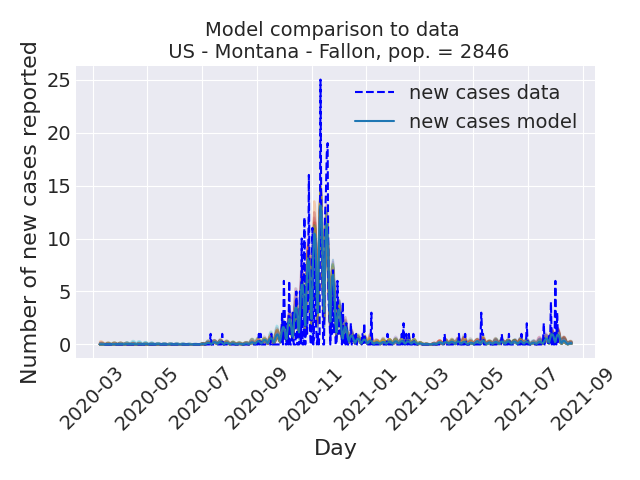 Model comparison to data
US - Montana - Fallon, pop. = 2846
Number of new cases reported
25
20
15
10
5
0
new cases data
new cases model
2020-03
2020-05
2020-07
2020-09
2020-11
2021-01
2021-03
2021-05
2021-07
2021-09
Day